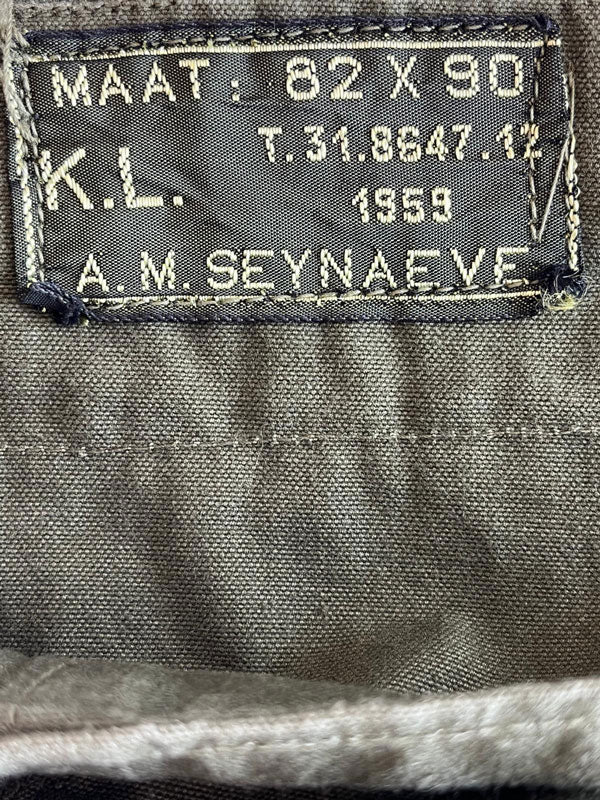 MAAT: 82 X 90
T.31.8647.12
K.L.
1959
A.M. SEYNAEVE